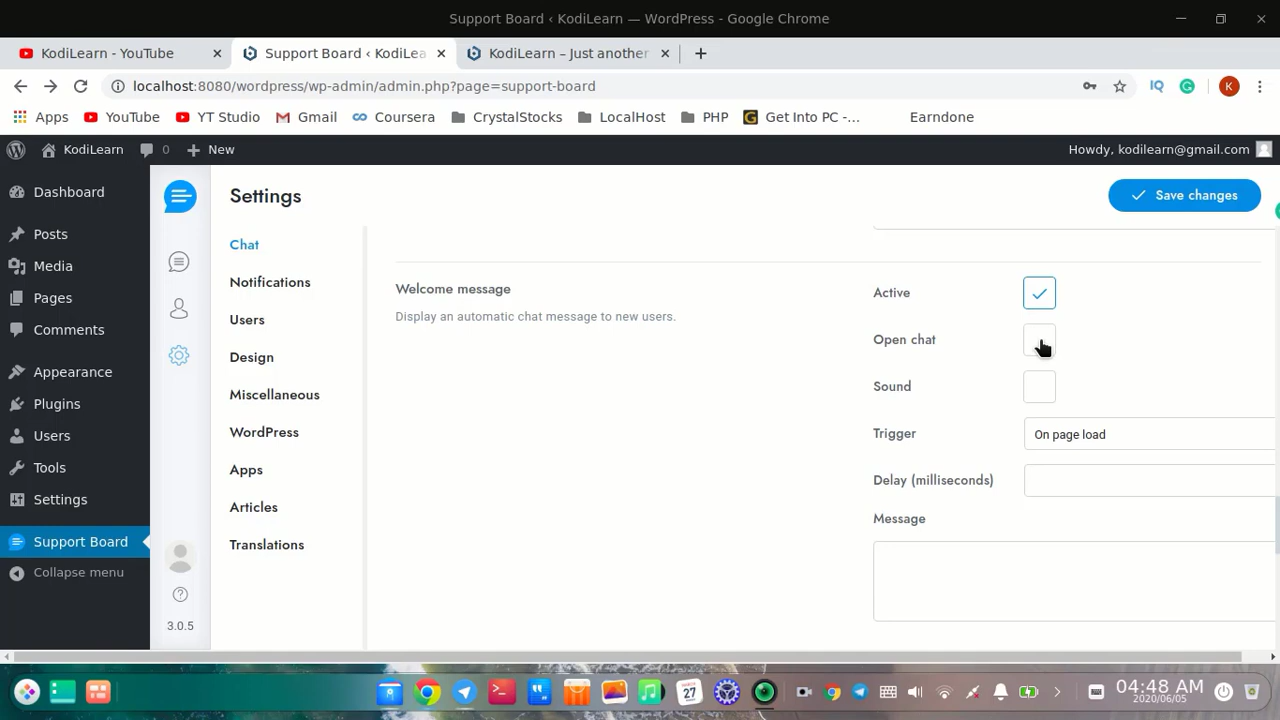 Support Board ‹ KodiLearn — WordPress - Google Chrome
KodiLearn - YouTube
Support Board ‹ KodiLea
KodiLearn – Just another
localhost:8080/wordpress/wp-admin/admin.php?page=support-board
IQ
K
Apps
YouTube
YT Studio
Gmail
Coursera
CrystalStocks
LocalHost
PHP
Get Into PC -...
Earndone
KodiLearn
0
New
Howdy, kodilearn@gmail.com
Dashboard
Posts
Media
Pages
Comments
Appearance
Plugins
Users
Tools
Settings
Support Board
Collapse menu
3.0.5
Settings
Save changes
Chat
Notifications
Users
Design
Miscellaneous
WordPress
Apps
Articles
Translations
Welcome message
Display an automatic chat message to new users.
Active
Open chat
Sound
Trigger
On page load
Delay (milliseconds)
Message
27
04:48 AM
2020/06/05